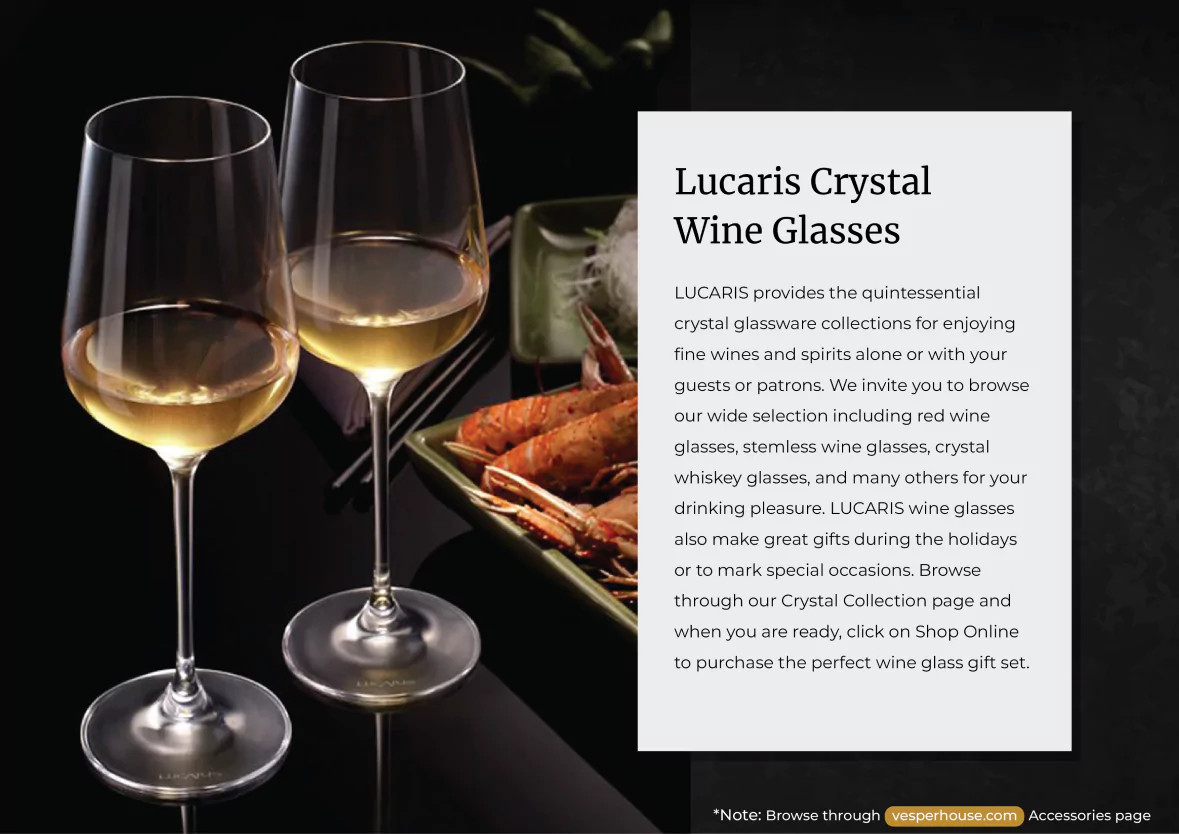 Lucaris Crystal
Wine Glasses
LUCARIS provides the quintessential
crystal glassware collections for enjoying
fine wines and spirits alone or with your
guests or patrons. We invite you to browse
our wide selection including red wine
glasses, stemless wine glasses, crystal
whiskey glasses, and many others for your
drinking pleasure. LUCARIS wine glasses
also make great gifts during the holidays
or to mark special occasions. Browse
through our Crystal Collection page and
when you are ready, click on Shop Online
to purchase the perfect wine glass gift set.
LUCARIS
LUCARIS
*Note: Browse through vesperhouse.com Accessories page